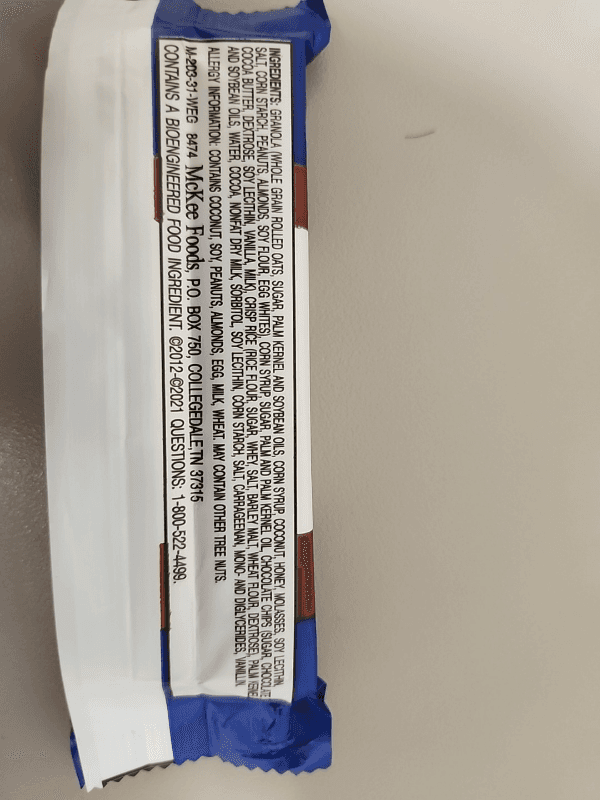 INGREDIENTS: GRANOLA (WHOLE GRAIN ROLLED OATS, SUGAR, PALM KERNEL AND SOYBEAN OILS, CORN SYRUP, COCONUT, HONEY, MOLASSES, SOY LECITHIN,
SALT, CORN STARCH, PEANUTS, ALMONDS, SOY FLOUR, EGG WHITES), CORN SYRUP, SUGAR, PALM AND PALM KERNEL OIL, CHOCOLATE CHIPS (SUGAR, CHOCOLATE
COCOA BUTTER, DEXTROSE, SOY LECITHIN, VANILLA, MILK), CRISP RICE (RICE FLOUR, SUGAR, WHEY, SALT, BARLEY MALT, WHEAT FLOUR, DEXTROSE), PALM KERNEL
AND SOYBEAN OILS, WATER, COCOA, NONFAT DRY MILK, SORBITOL, SOY LECITHIN, CORN STARCH, SALT, CARRAGEENAN, MONO- AND DIGLYCERIDES, VANILLIN
ALLERGY INFORMATION: CONTAINS COCONUT, SOY, PEANUTS, ALMONDS, EGG, MILK, WHEAT. MAY CONTAIN OTHER TREE NUTS.
M-203-31-WEG 8474 McKee Foods, P.O. BOX 750, COLLEGEDALE, TN 37315
CONTAINS A BIOENGINEERED FOOD INGREDIENT. ©2012-©2021 QUESTIONS: 1-800-522-4499.